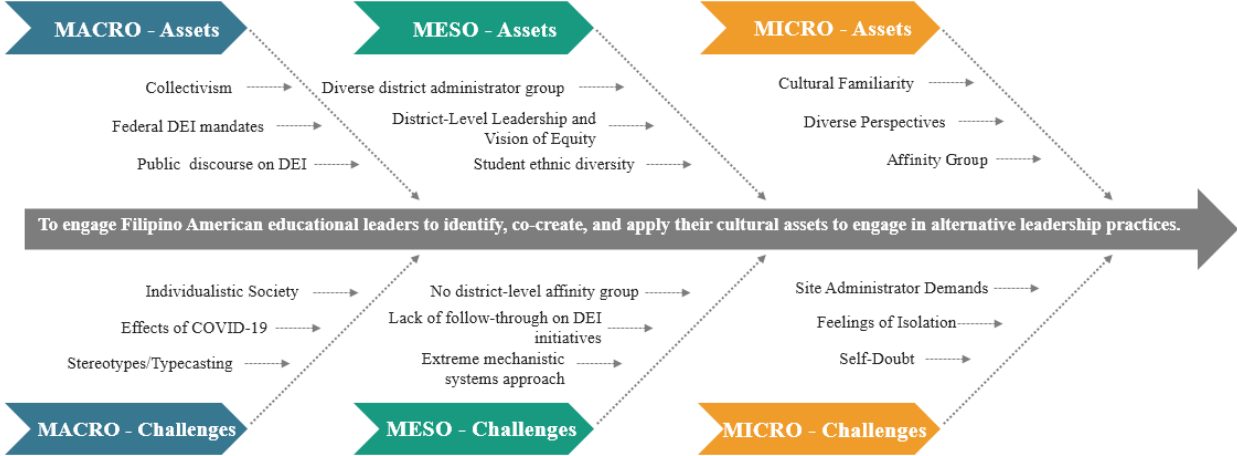 MACRO - Assets
MESO - Assets
MICRO - Assets
Collectivism
Federal DEI mandates
Public discourse on DEI
Diverse district administrator group
District-Level Leadership and
Vision of Equity
Student ethnic diversity
Cultural Familiarity
Diverse Perspectives
Affinity Group
To engage Filipino American educational leaders to identify, co-create, and apply their cultural assets to engage in alternative leadership practices.
Individualistic Society
Effects of COVID-19
Stereotypes/Typecasting
No district-level affinity group
Lack of follow-through on DEI
initiatives
Extreme mechanistic
systems approach
Site Administrator Demands
Feelings of Isolation
Self-Doubt
MACRO - Challenges
MESO - Challenges
MICRO - Challenges